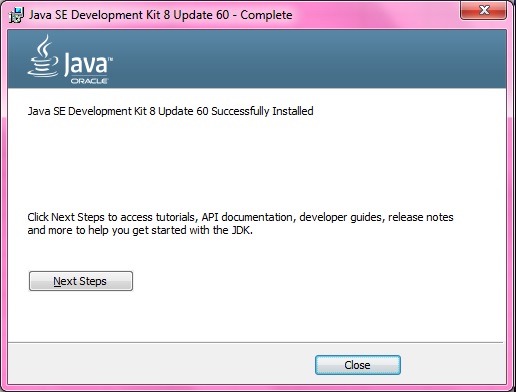 Java SE Development Kit 8 Update 60 - Complete
Java™
ORACLE
Java SE Development Kit 8 Update 60 Successfully Installed
Click Next Steps to access tutorials, API documentation, developer guides, release notes
and more to help you get started with the JDK.
Next Steps
Close